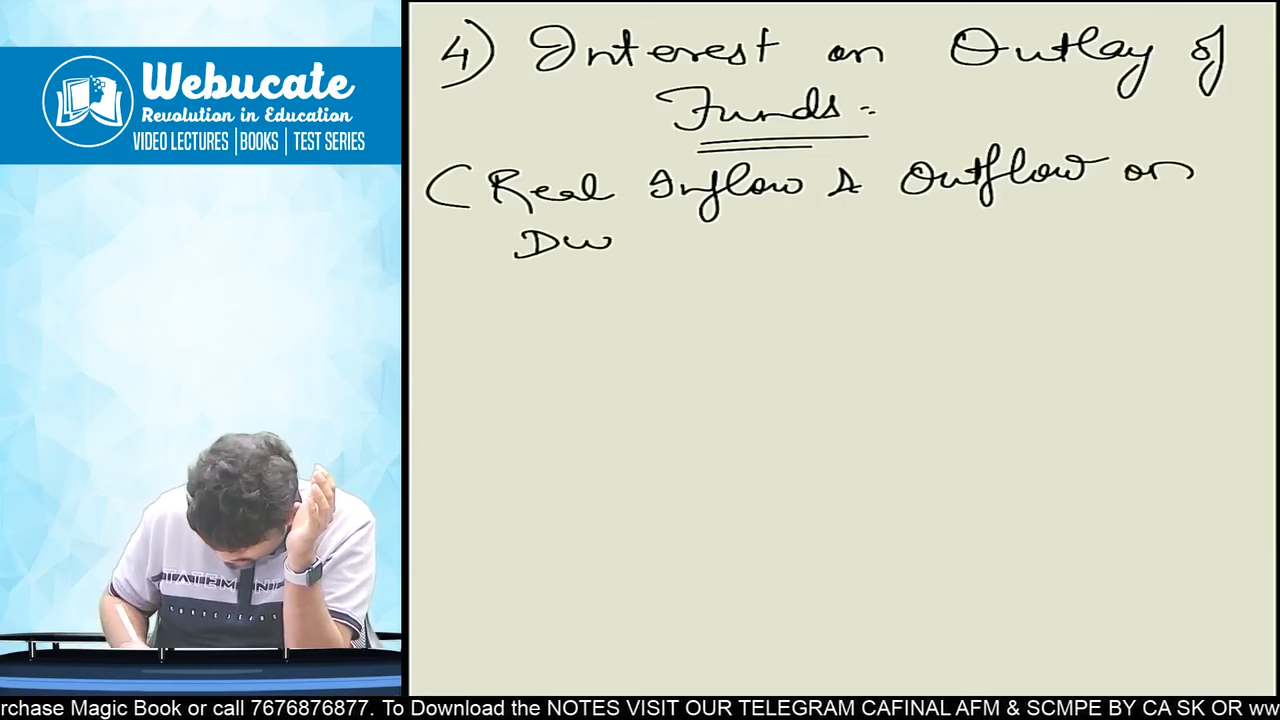 Webucate
Revolution in Education
VIDEO LECTURES | BOOKS | TEST SERIES
4) Interest on Outlay of
Funds :-
(Real Inflow & Outflow on
Dw
TATEM NT
rchase Magic Book or call 7676876877. To Download the NOTES VISIT OUR TELEGRAM CAFINAL AFM & SCMPE BY CA SK OR ww